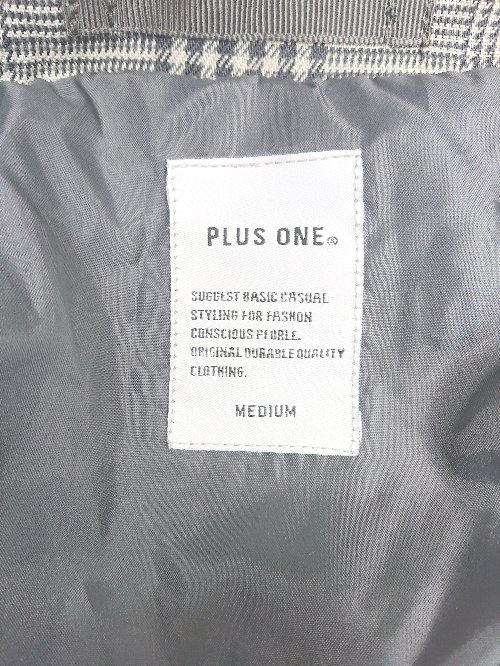 PLUS ONE®
SUGGEST BASIC CASUAL
STYLING FOR FASHION
CONSCIOUS PEOPLE.
ORIGINAL DURABLE QUALITY
CLOTHING.
MEDIUM